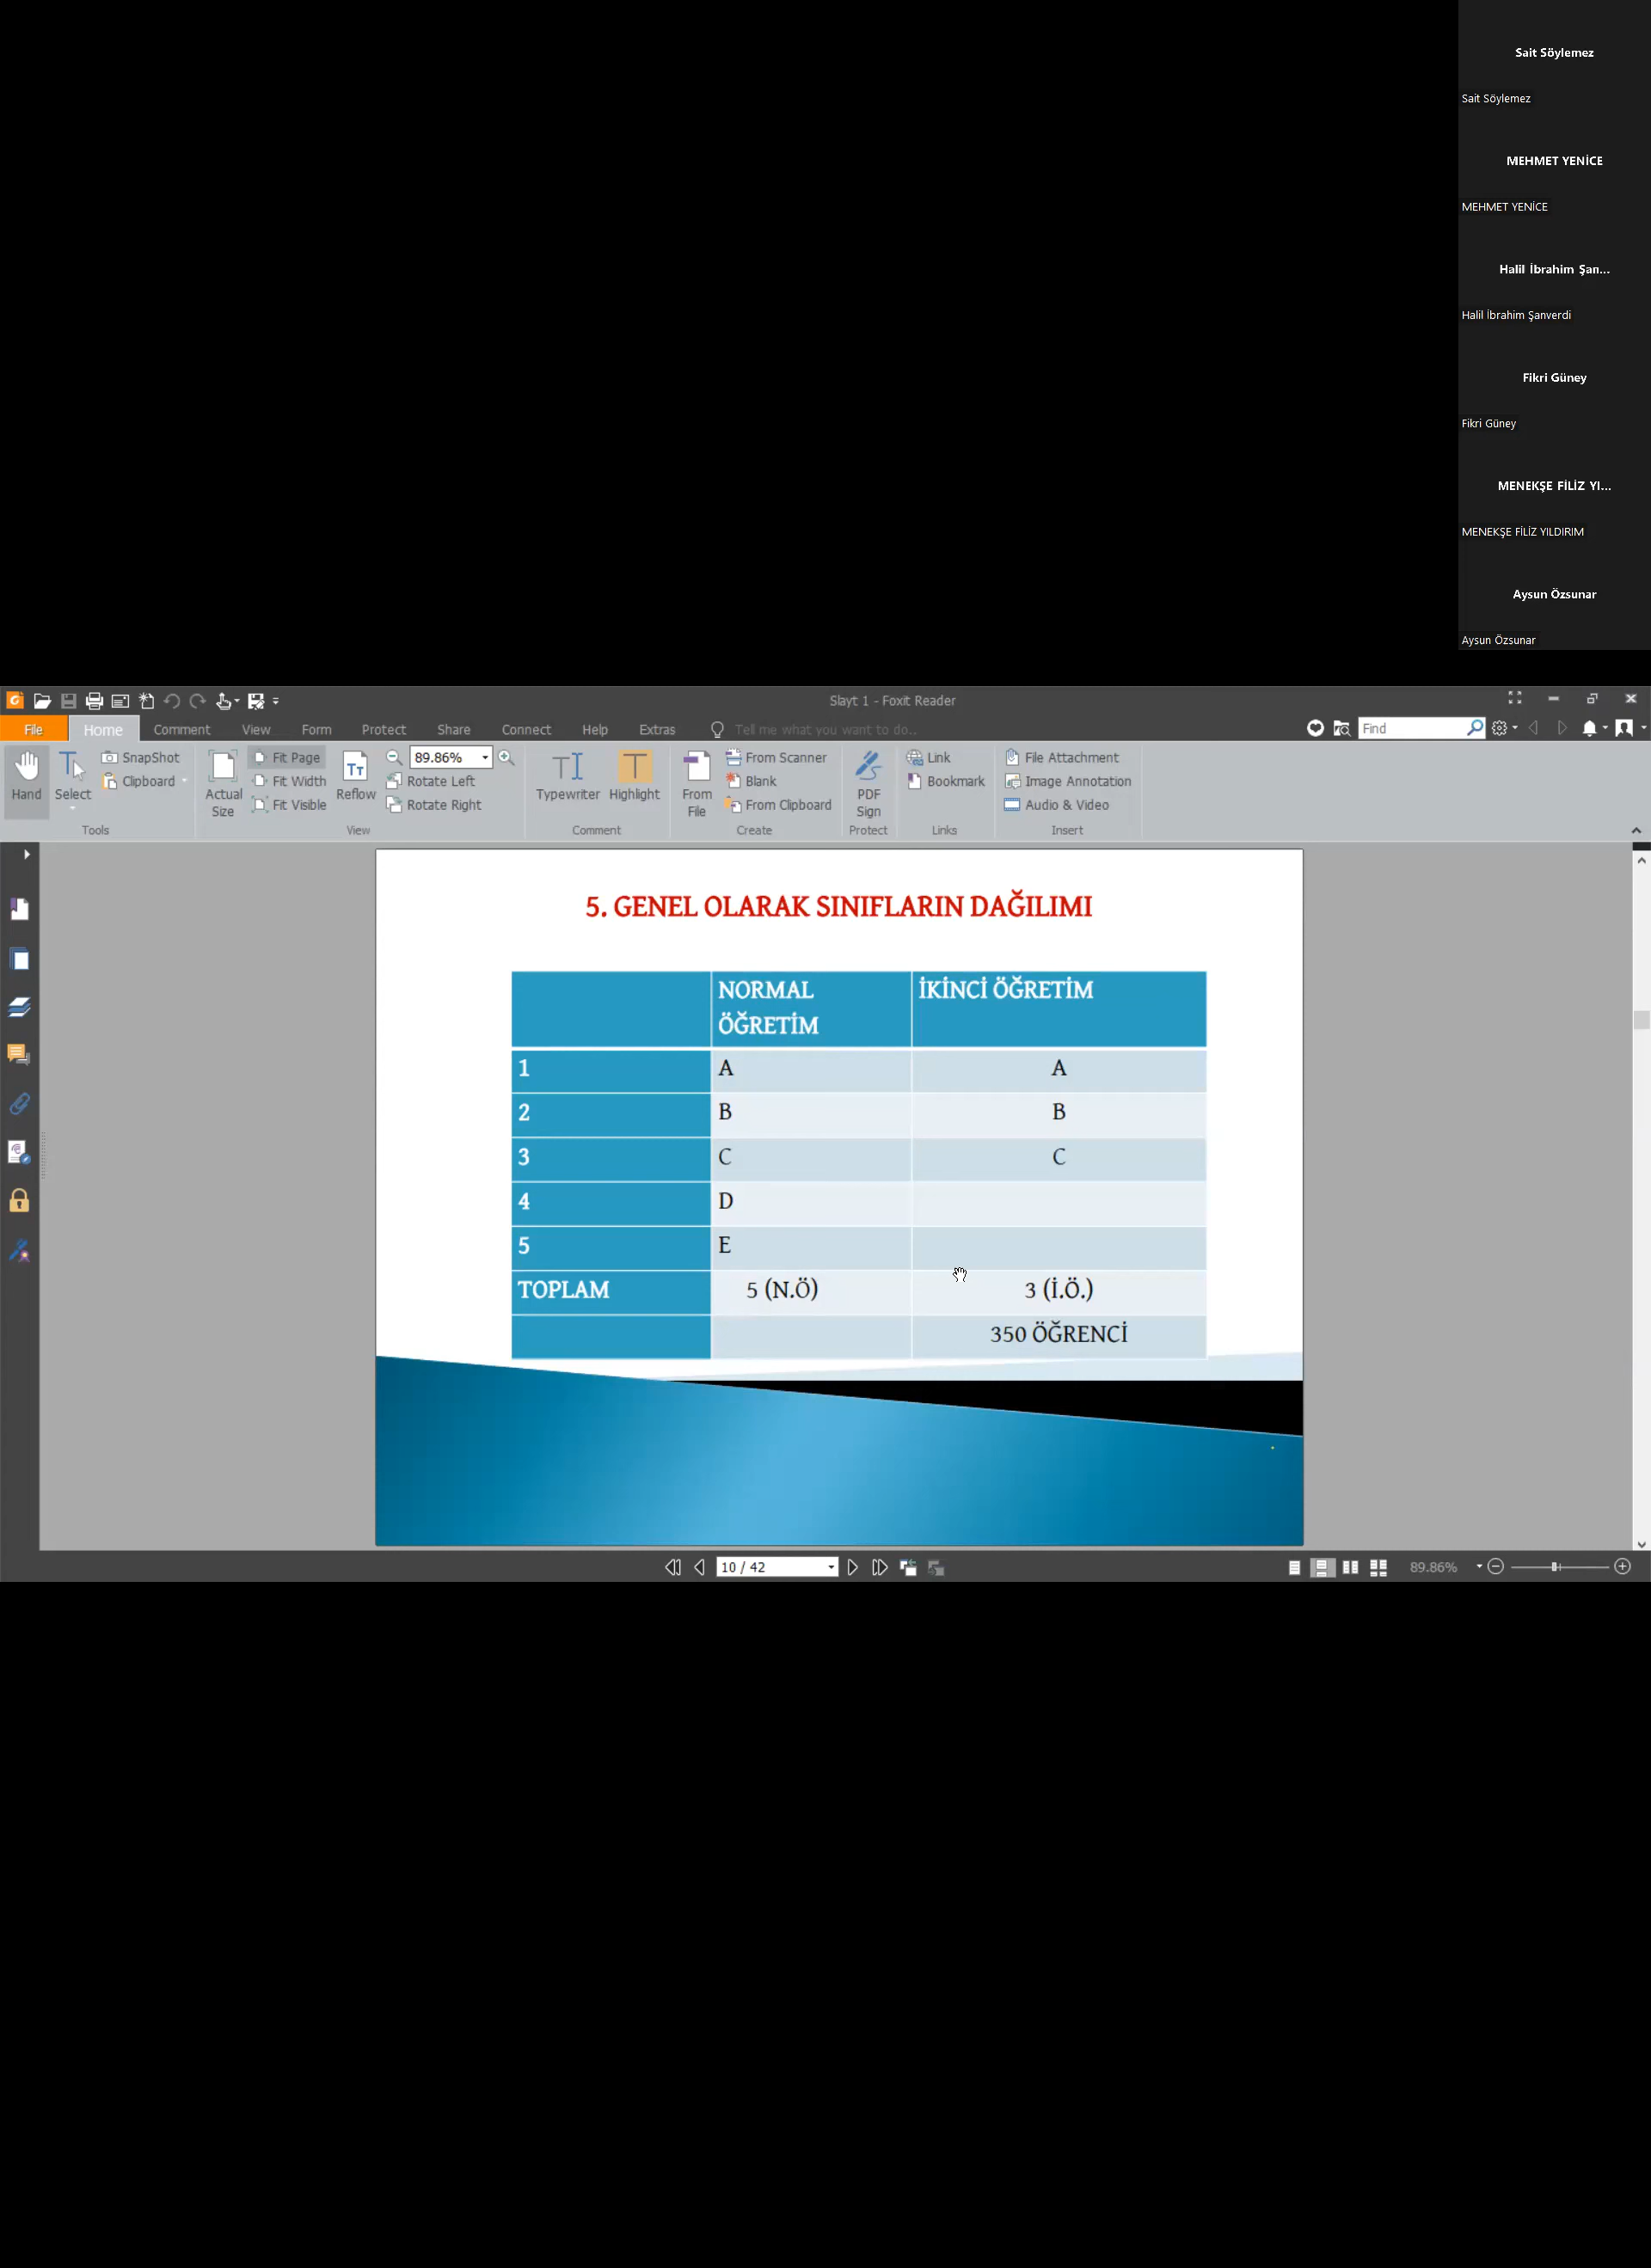 Sait Söylemez
Sait Söylemez
MEHMET YENİCE
MEHMET YENİCE
Halil İbrahim Şan...
Halil İbrahim Şanverdi
Fikri Güney
Fikri Güney
MENEKŞE FİLİZ YI...
MENEKŞE FİLİZ YILDIRIM
Aysun Özsunar
Aysun Özsunar
Slayt 1 - Foxit Reader
File Home Comment View Form Protect Share Connect Help Extras Tell me what you want to do.. Find
Hand Select SnapShot Clipboard
Tools
Actual Size Fit Page Fit Width Fit Visible Reflow 89.86% Rotate Left Rotate Right
View
Typewriter Highlight
Comment
From File From Scanner Blank From Clipboard
Create
PDF Sign
Protect
Link Bookmark
Links
File Attachment Image Annotation Audio & Video
Insert
5. GENEL OLARAK SINIFLARIN DAĞILIMI
NORMAL ÖĞRETİM İKİNCİ ÖĞRETİM
1 A A
2 B B
3 C C
4 D
5 E
TOPLAM 5 (N.Ö) 3 (İ.Ö.)
350 ÖĞRENCİ
10 / 42
89.86%